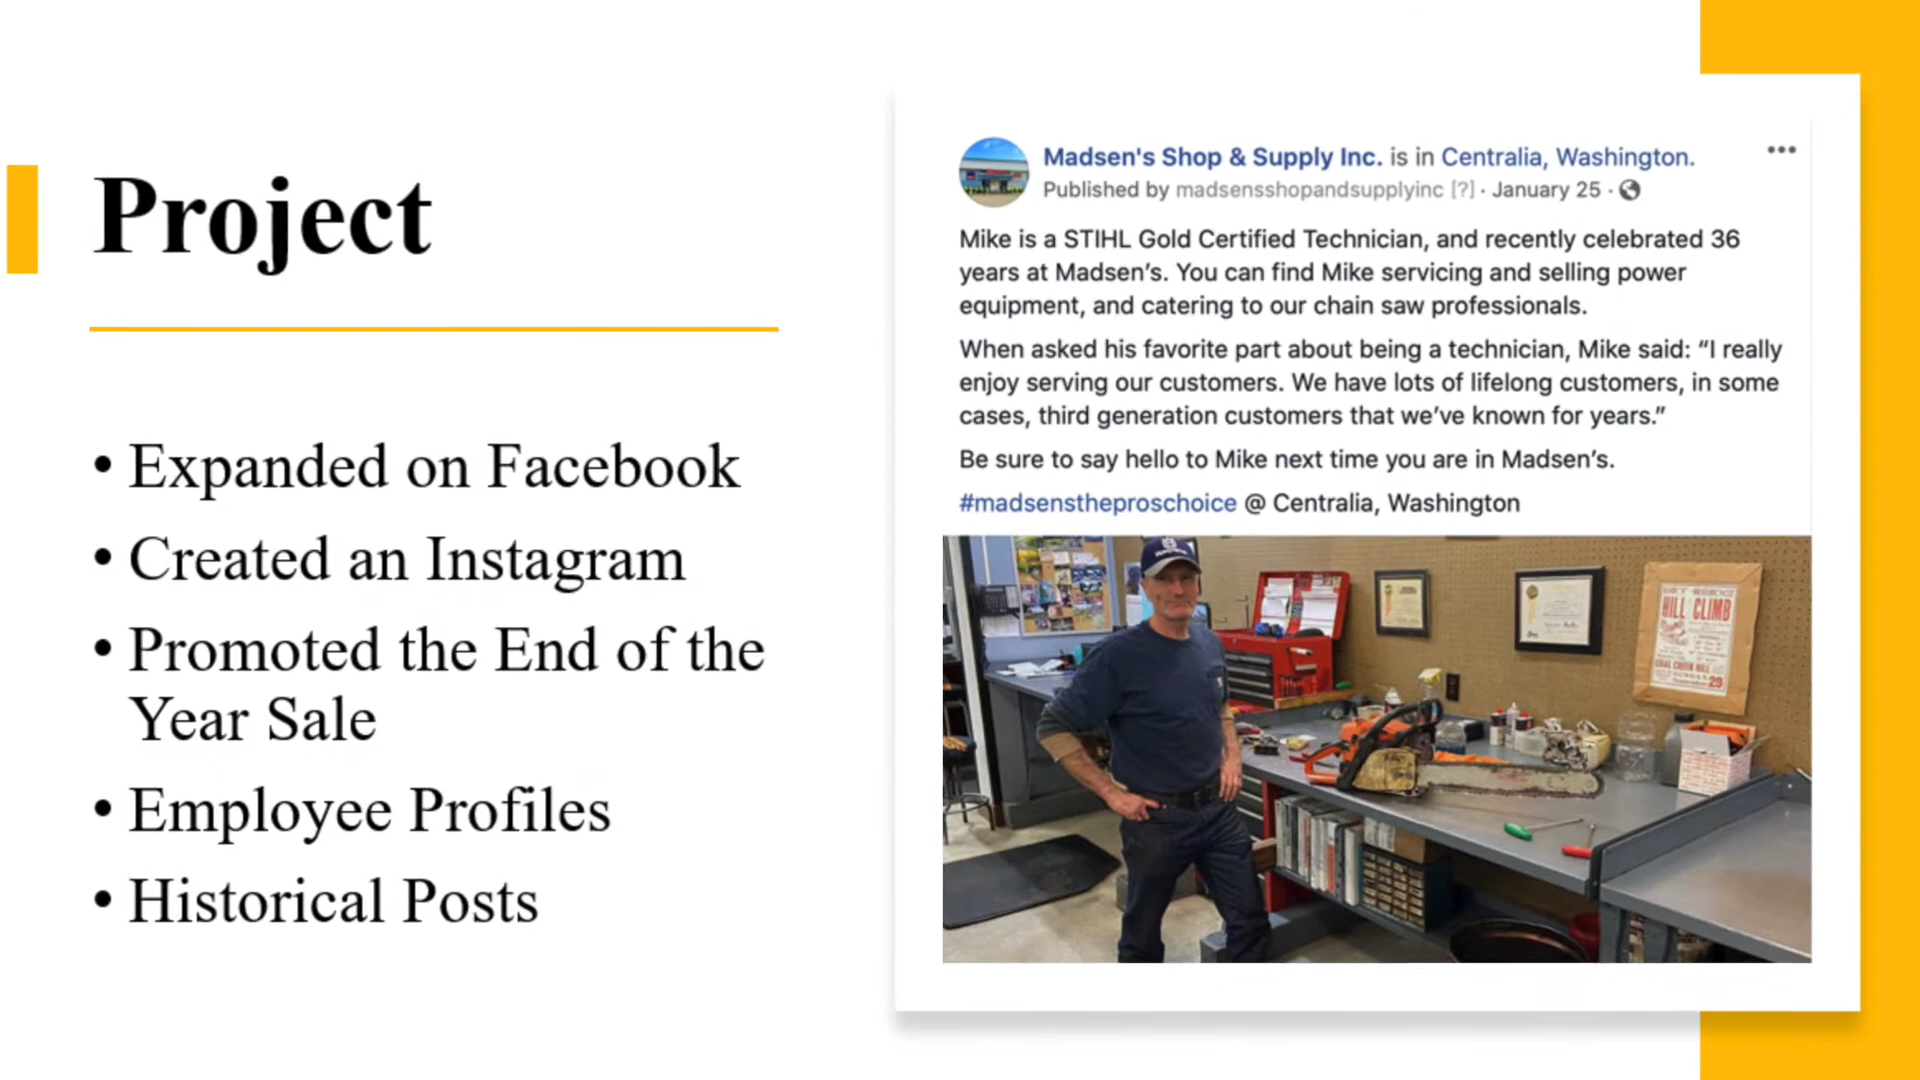 Project
• Expanded on Facebook
• Created an Instagram
• Promoted the End of the
Year Sale
• Employee Profiles
• Historical Posts
Madsen's Shop & Supply Inc. is in Centralia, Washington.
Published by madsensshopandsupplyinc [?] · January 25 ·
Mike is a STIHL Gold Certified Technician, and recently celebrated 36
years at Madsen’s. You can find Mike servicing and selling power
equipment, and catering to our chain saw professionals.
When asked his favorite part about being a technician, Mike said: “I really
enjoy serving our customers. We have lots of lifelong customers, in some
cases, third generation customers that we’ve known for years.”
Be sure to say hello to Mike next time you are in Madsen’s.
#madsenstheproschoice @ Centralia, Washington
HILL CLIMB
COAL CREEK HILL
29